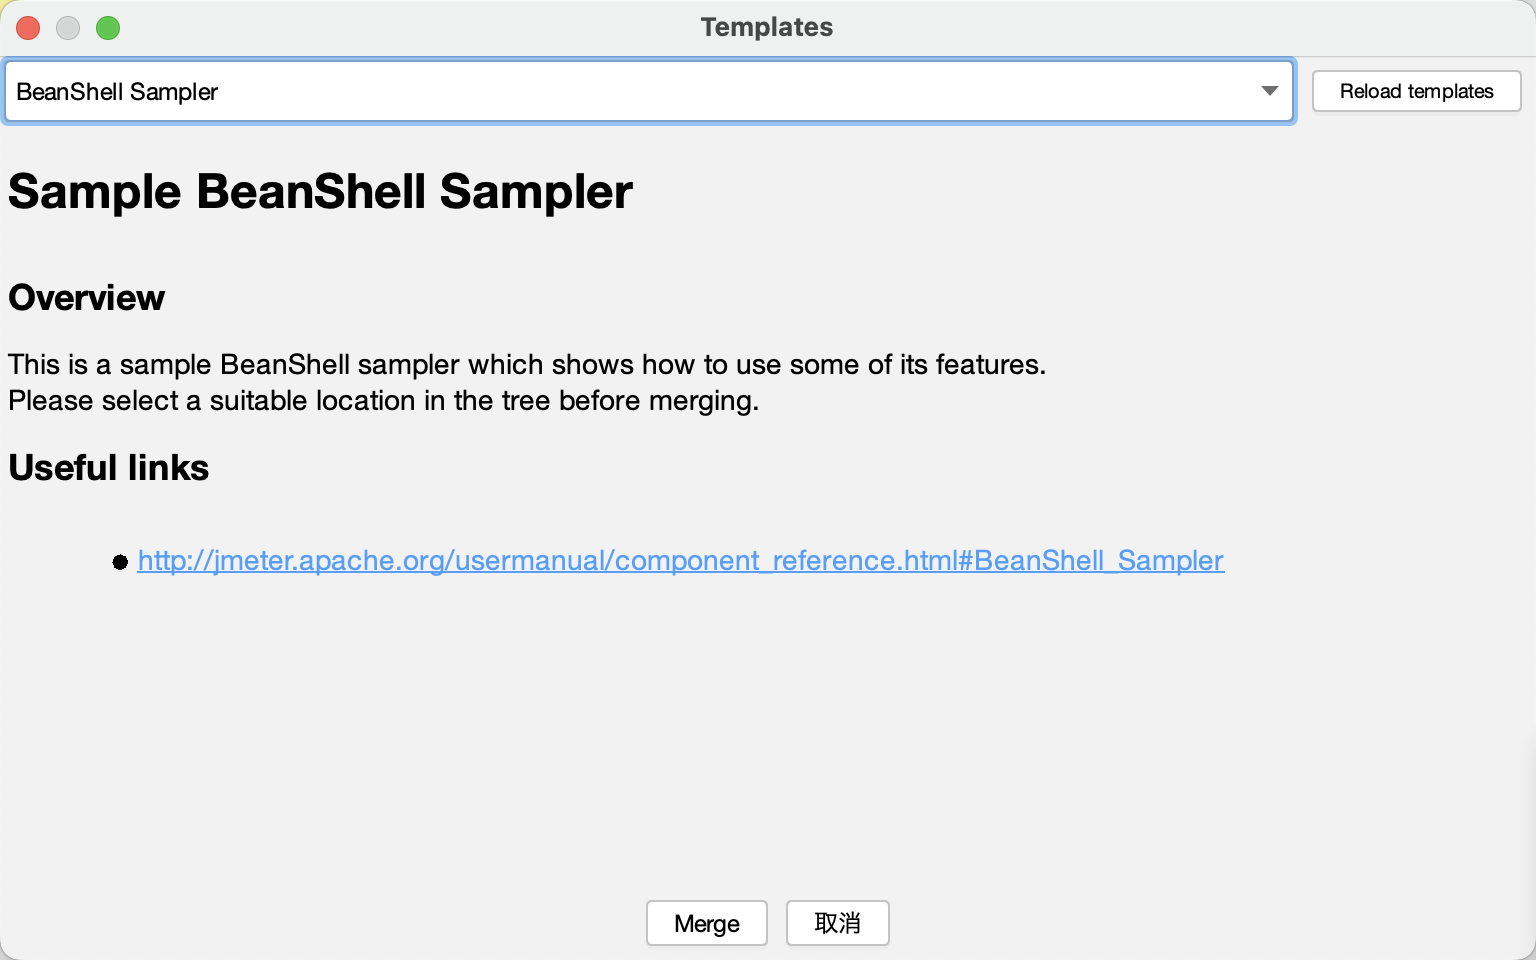 Templates
BeanShell Sampler
Reload templates
Sample BeanShell Sampler
Overview
This is a sample BeanShell sampler which shows how to use some of its features.
Please select a suitable location in the tree before merging.
Useful links
http://jmeter.apache.org/usermanual/component_reference.html#BeanShell_Sampler
Merge
取消